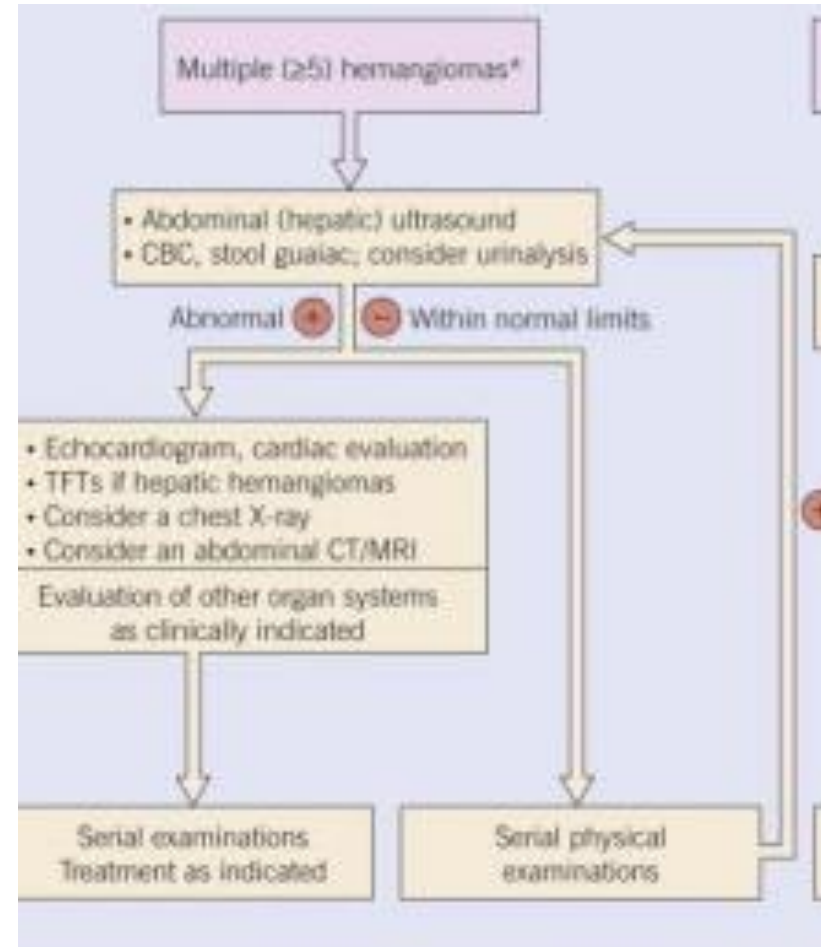 Multiple (≥5) hemangiomas*
• Abdominal (hepatic) ultrasound
• CBC, stool guaiac; consider urinalysis
Abnormal + − Within normal limits
• Echocardiogram, cardiac evaluation
• TFTs if hepatic hemangiomas
• Consider a chest X-ray
• Consider an abdominal CT/MRI
Evaluation of other organ systems
as clinically indicated
+
Serial examinations
Treatment as indicated
Serial physical
examinations